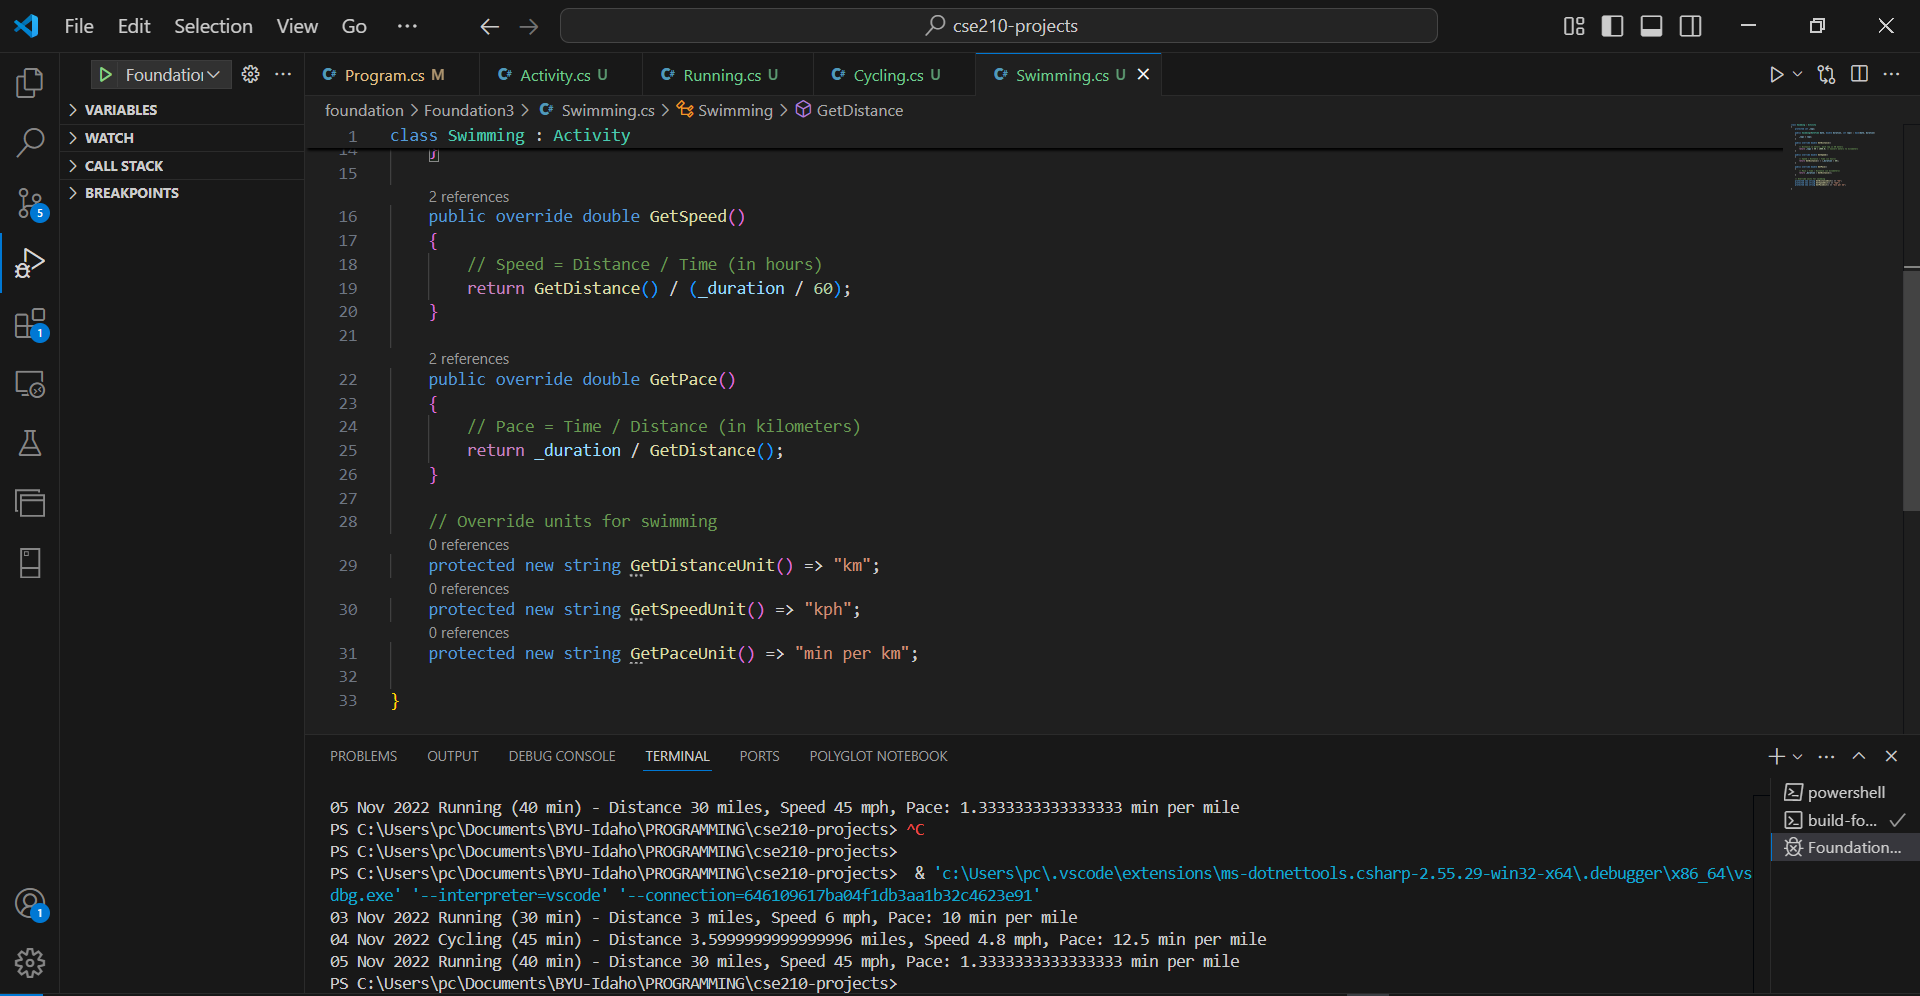 File Edit Selection View Go ··· cse210-projects
Foundatior ···
Program.cs M Activity.cs U Running.cs U Cycling.cs U Swimming.cs U
VARIABLES
WATCH
CALL STACK
BREAKPOINTS
5
1
1
foundation > Foundation3 > Swimming.cs > Swimming > GetDistance
1 class Swimming : Activity
14 }
15
2 references
16 public override double GetSpeed()
17 {
18 // Speed = Distance / Time (in hours)
19 return GetDistance() / (_duration / 60);
20 }
21
2 references
22 public override double GetPace()
23 {
24 // Pace = Time / Distance (in kilometers)
25 return _duration / GetDistance();
26 }
27
28 // Override units for swimming
0 references
29 protected new string GetDistanceUnit() => "km";
0 references
30 protected new string GetSpeedUnit() => "kph";
0 references
31 protected new string GetPaceUnit() => "min per km";
32
33 }
PROBLEMS OUTPUT DEBUG CONSOLE TERMINAL PORTS POLYGLOT NOTEBOOK
05 Nov 2022 Running (40 min) - Distance 30 miles, Speed 45 mph, Pace: 1.3333333333333333 min per mile
PS C:\Users\pc\Documents\BYU-Idaho\PROGRAMMING\cse210-projects> ^C
PS C:\Users\pc\Documents\BYU-Idaho\PROGRAMMING\cse210-projects>
PS C:\Users\pc\Documents\BYU-Idaho\PROGRAMMING\cse210-projects> & 'c:\Users\pc\.vscode\extensions\ms-dotnettools.csharp-2.55.29-win32-x64\.debugger\x86_64\vs
dbg.exe' '--interpreter=vscode' '--connection=646109617ba04f1db3aa1b32c4623e91'
03 Nov 2022 Running (30 min) - Distance 3 miles, Speed 6 mph, Pace: 10 min per mile
04 Nov 2022 Cycling (45 min) - Distance 3.5999999999999996 miles, Speed 4.8 mph, Pace: 12.5 min per mile
05 Nov 2022 Running (40 min) - Distance 30 miles, Speed 45 mph, Pace: 1.3333333333333333 min per mile
PS C:\Users\pc\Documents\BYU-Idaho\PROGRAMMING\cse210-projects>
powershell
build-fo...
Foundation...